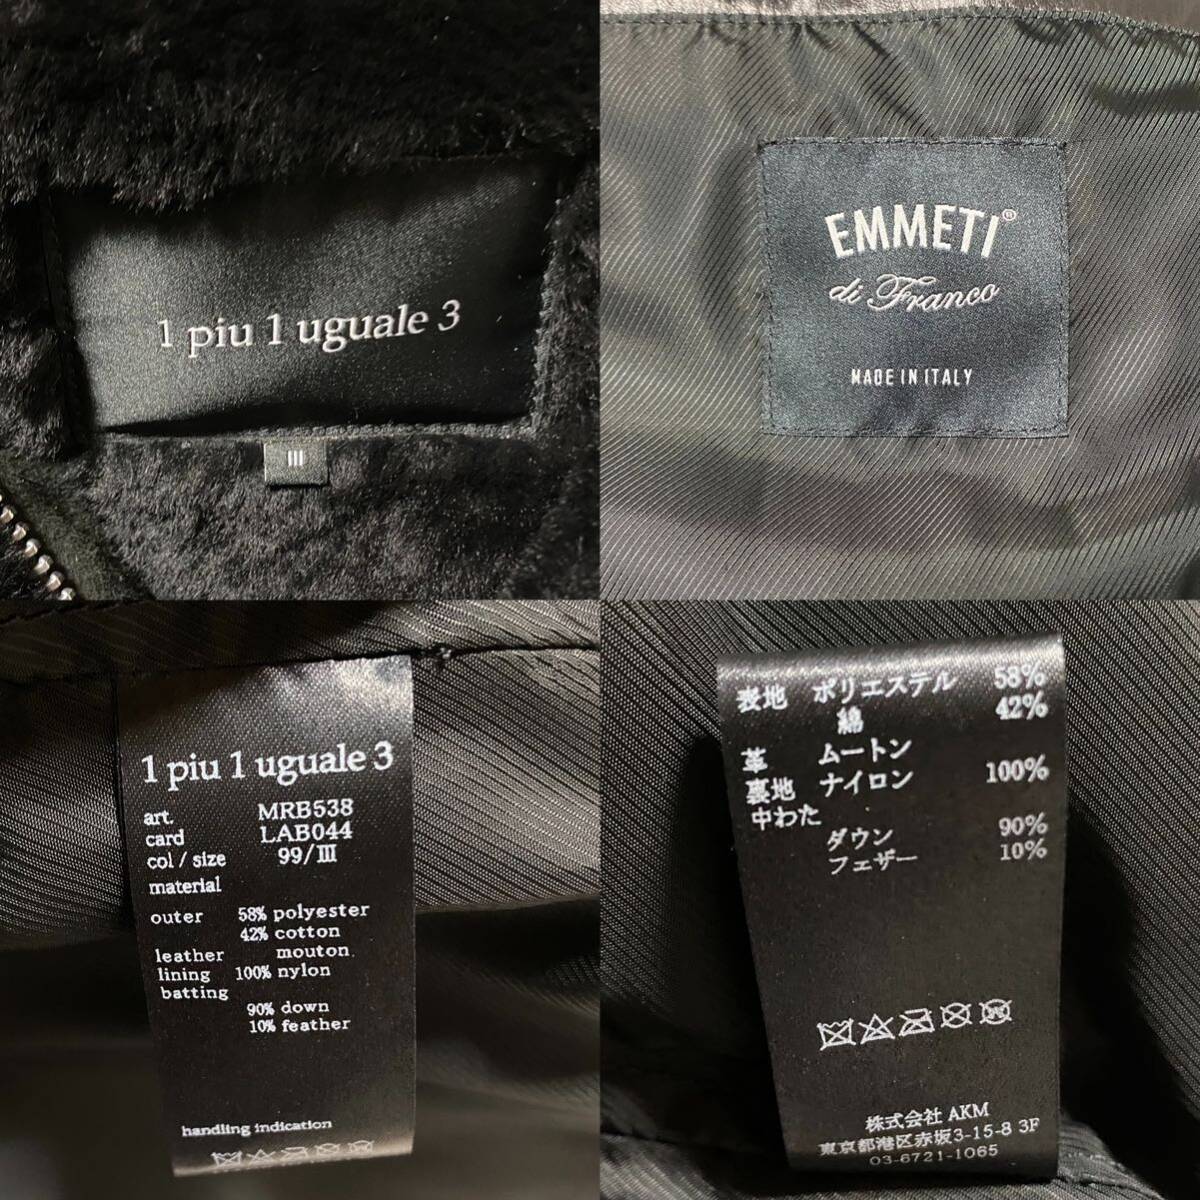 1 piu 1 uguale 3
III
EMMETI®
di Franco
MADE IN ITALY
1 piu 1 uguale 3
art. MRB538
card LAB044
col / size 99/III
material
outer 58% polyester
42% cotton
leather mouton
lining 100% nylon
batting
90% down
10% feather
handling indication
表地 ポリエステル 58%
綿 42%
革 ムートン
裏地 ナイロン 100%
中わた
ダウン 90%
フェザー 10%
株式会社 AKM
東京都港区赤坂3-15-8 3F
03-6721-1065